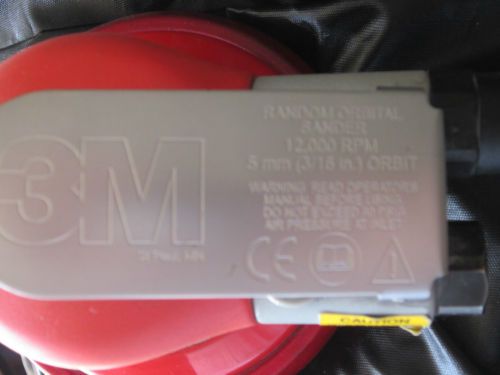 3M
St Paul, MN
RANDOM ORBITAL
SANDER
12,000 RPM
5 mm (3/16 in.) ORBIT
WARNING: READ OPERATORS
MANUAL BEFORE USING.
DO NOT EXCEED 90 PSIG
AIR PRESSURE AT INLET
CE
CAUTION